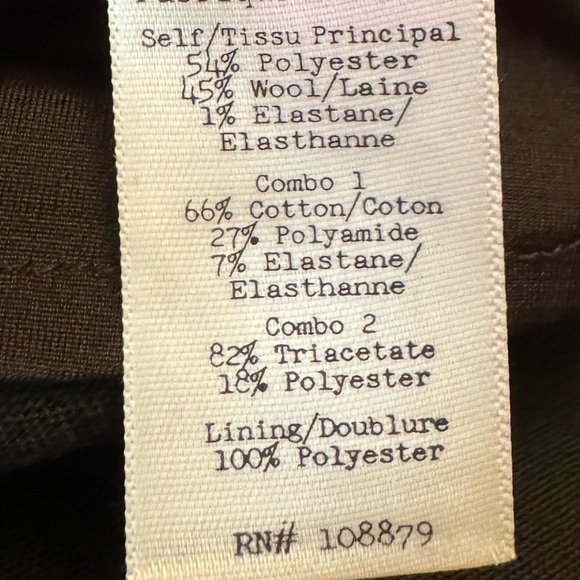 Self/Tissu Principal
54% Polyester
45% Wool/Laine
1% Elastane/
Elasthanne
Combo 1
66% Cotton/Coton
27% Polyamide
7% Elastane/
Elasthanne
Combo 2
82% Triacetate
18% Polyester
Lining/Doublure
100% Polyester
RN# 108879